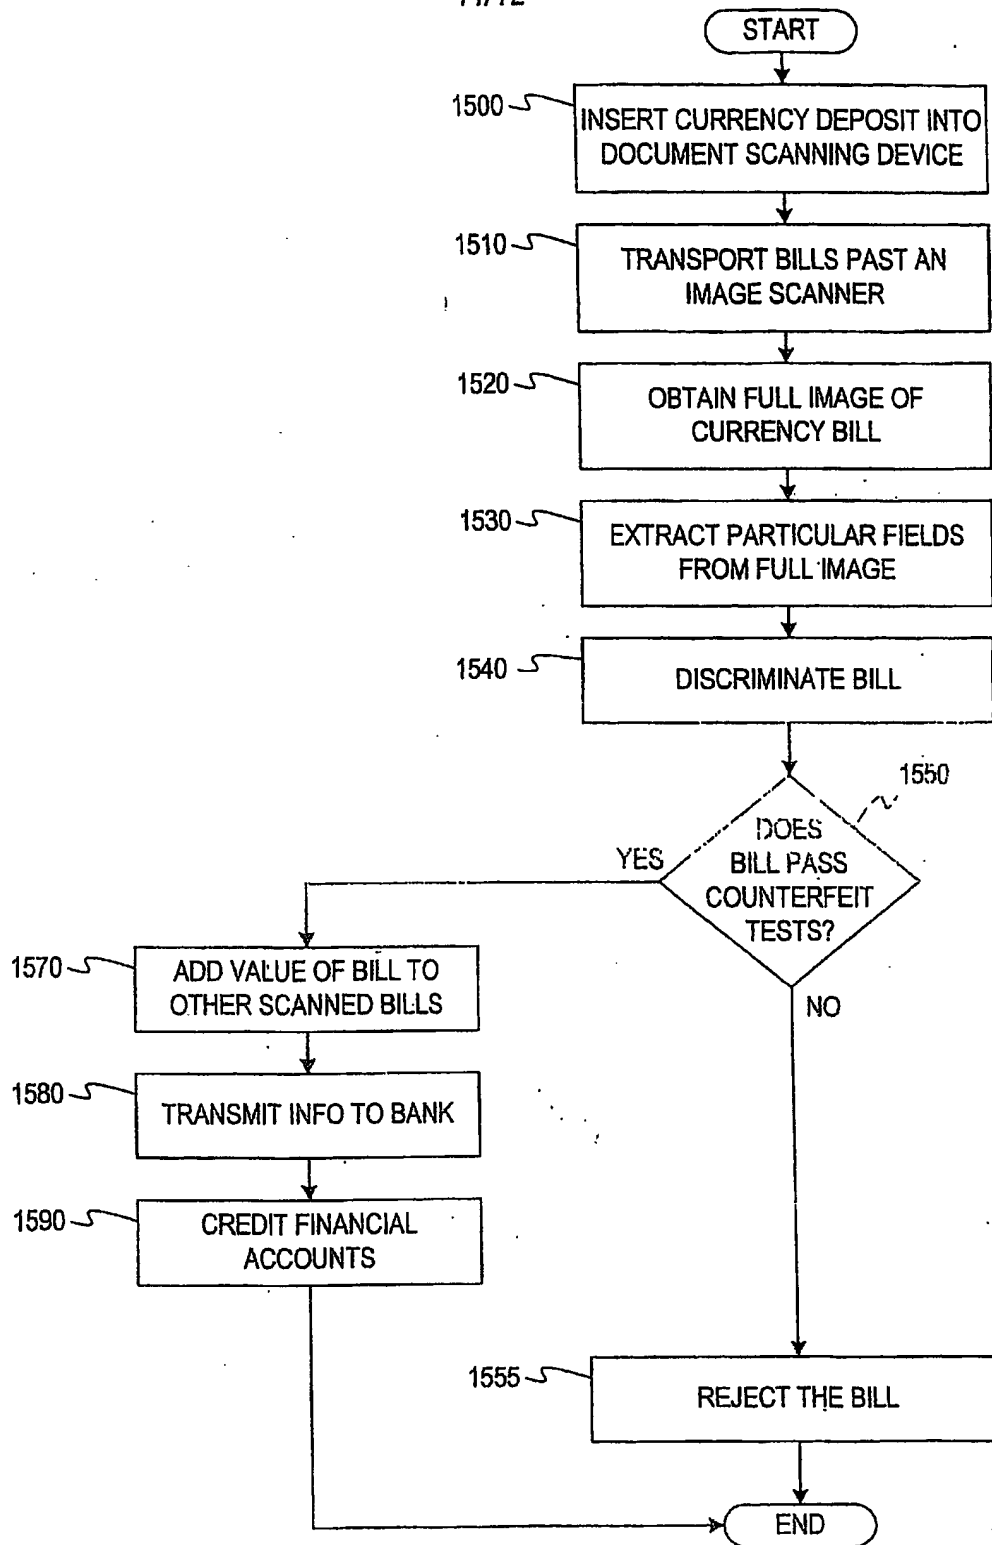 START
1500
INSERT CURRENCY DEPOSIT INTO
DOCUMENT SCANNING DEVICE
1510
TRANSPORT BILLS PAST AN
IMAGE SCANNER
1520
OBTAIN FULL IMAGE OF
CURRENCY BILL
1530
EXTRACT PARTICULAR FIELDS
FROM FULL IMAGE
1540
DISCRIMINATE BILL
1550
DOES
BILL PASS
COUNTERFEIT
TESTS?
YES
NO
1570
ADD VALUE OF BILL TO
OTHER SCANNED BILLS
1580
TRANSMIT INFO TO BANK
1590
CREDIT FINANCIAL
ACCOUNTS
1555
REJECT THE BILL
END